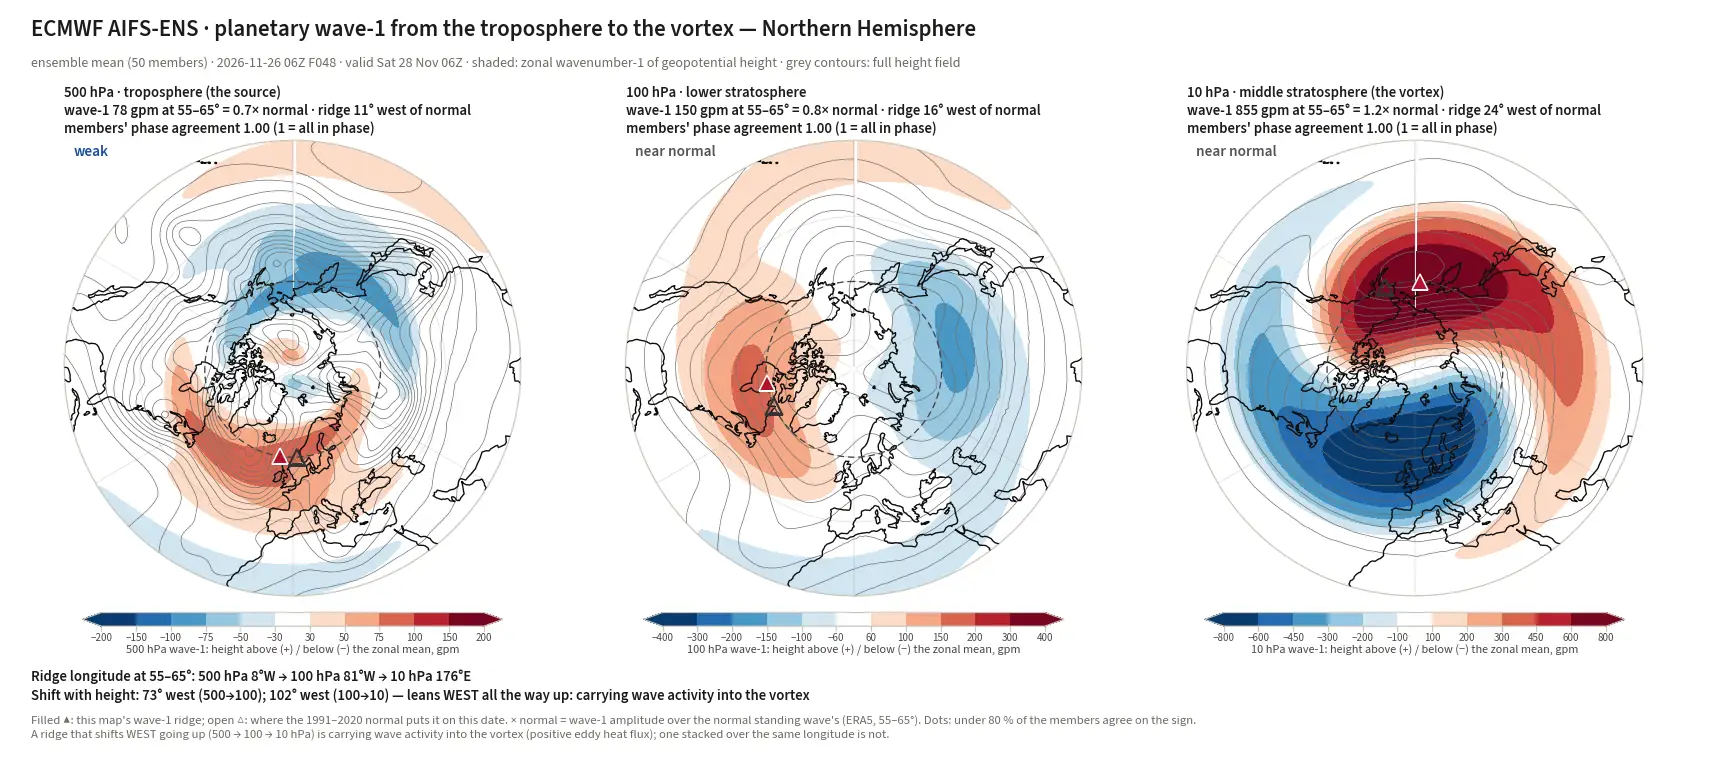 ECMWF AIFS-ENS · planetary wave-1 from the troposphere to the vortex — Northern Hemisphere
ensemble mean (50 members) · 2026-11-26 06Z F048 · valid Sat 28 Nov 06Z · shaded: zonal wavenumber-1 of geopotential height · grey contours: full height field
500 hPa · troposphere (the source)
wave-1 78 gpm at 55–65° = 0.7× normal · ridge 11° west of normal
members' phase agreement 1.00 (1 = all in phase)
weak
100 hPa · lower stratosphere
wave-1 150 gpm at 55–65° = 0.8× normal · ridge 16° west of normal
members' phase agreement 1.00 (1 = all in phase)
near normal
10 hPa · middle stratosphere (the vortex)
wave-1 855 gpm at 55–65° = 1.2× normal · ridge 24° west of normal
members' phase agreement 1.00 (1 = all in phase)
near normal
−200 −150 −100 −75 −50 −30 30 50 75 100 150 200
500 hPa wave-1: height above (+) / below (−) the zonal mean, gpm
−400 −300 −200 −150 −100 −60 60 100 150 200 300 400
100 hPa wave-1: height above (+) / below (−) the zonal mean, gpm
−800 −600 −450 −300 −200 −100 100 200 300 450 600 800
10 hPa wave-1: height above (+) / below (−) the zonal mean, gpm
Ridge longitude at 55–65°: 500 hPa 8°W → 100 hPa 81°W → 10 hPa 176°E
Shift with height: 73° west (500→100); 102° west (100→10) — leans WEST all the way up: carrying wave activity into the vortex
Filled ▲: this map's wave-1 ridge; open △: where the 1991–2020 normal puts it on this date. × normal = wave-1 amplitude over the normal standing wave's (ERA5, 55–65°). Dots: under 80 % of the members agree on the sign.
A ridge that shifts WEST going up (500 → 100 → 10 hPa) is carrying wave activity into the vortex (positive eddy heat flux); one stacked over the same longitude is not.